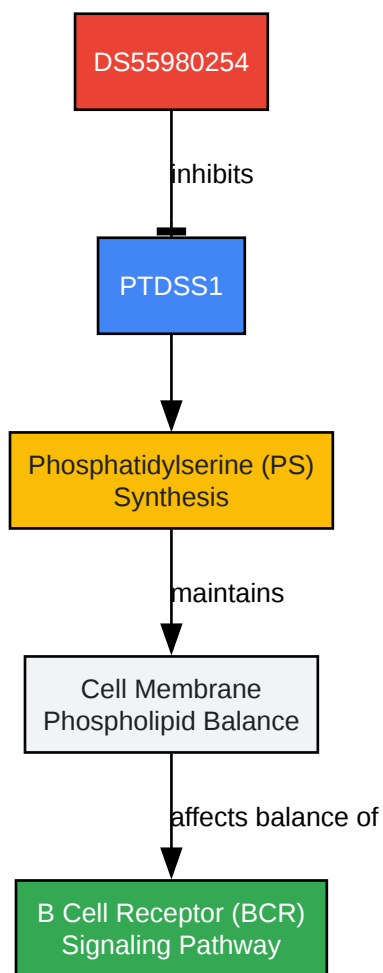 DS55980254
inhibits
PTDSS1
Phosphatidylserine (PS)
Synthesis
maintains
Cell Membrane
Phospholipid Balance
affects balance of
B Cell Receptor (BCR)
Signaling Pathway